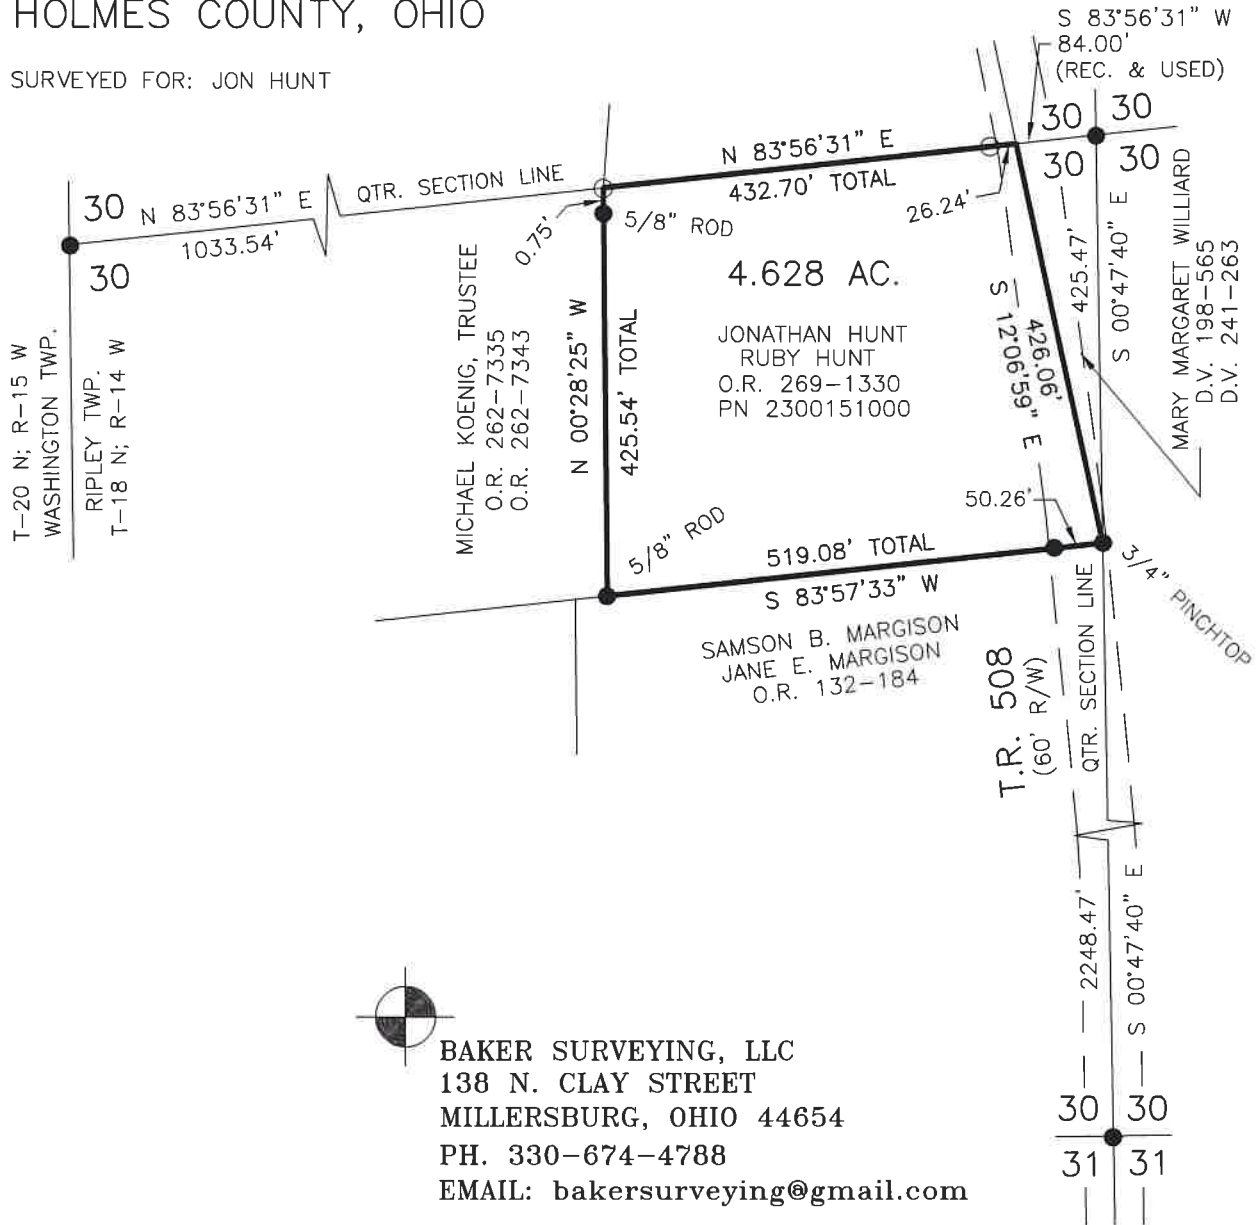 HOLMES COUNTY, OHIO
SURVEYED FOR: JON HUNT
S 83°56'31" W
84.00'
(REC. & USED)
30
30
30
30
N 83°56'31" E
432.70' TOTAL
QTR. SECTION LINE
30
N 83°56'31" E
1033.54'
30
0.75'
5/8" ROD
26.24'
4.628 AC.
JONATHAN HUNT
RUBY HUNT
O.R. 269-1330
PN 2300151000
T-20 N; R-15 W
WASHINGTON TWP.
RIPLEY TWP.
T-18 N; R-14 W
MICHAEL KOENIG, TRUSTEE
O.R. 262-7335
O.R. 262-7343
N 00°28'25" W
425.54' TOTAL
426.06'
S 12°06'59" E
425.47'
S 00°47'40" E
MARY MARGARET WILLIARD
D.V. 198-565
D.V. 241-263
50.26'
5/8" ROD
519.08' TOTAL
S 83°57'33" W
3/4" PINCHTOP
SAMSON B. MARGISON
JANE E. MARGISON
O.R. 132-184
T.R. 508
(60' R/W)
QTR. SECTION LINE
2248.47'
S 00°47'40" E
BAKER SURVEYING, LLC
138 N. CLAY STREET
MILLERSBURG, OHIO 44654
PH. 330-674-4788
EMAIL: bakersurveying@gmail.com
30
30
31
31